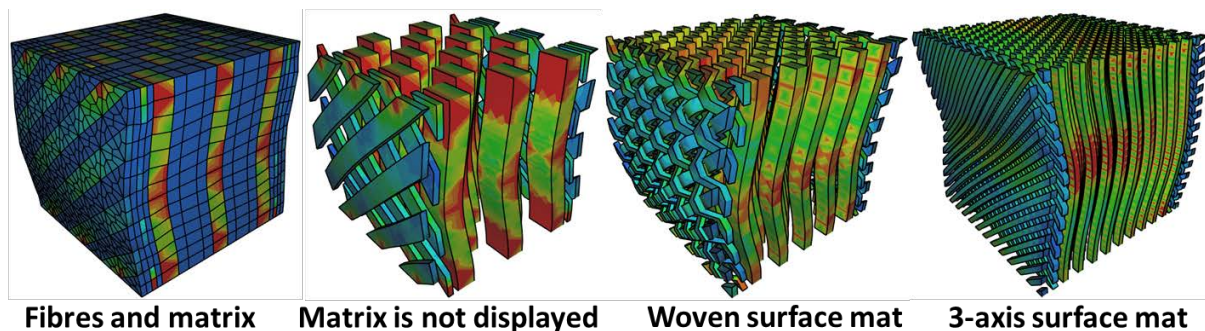 Fibres and matrix
Matrix is not displayed
Woven surface mat
3-axis surface mat